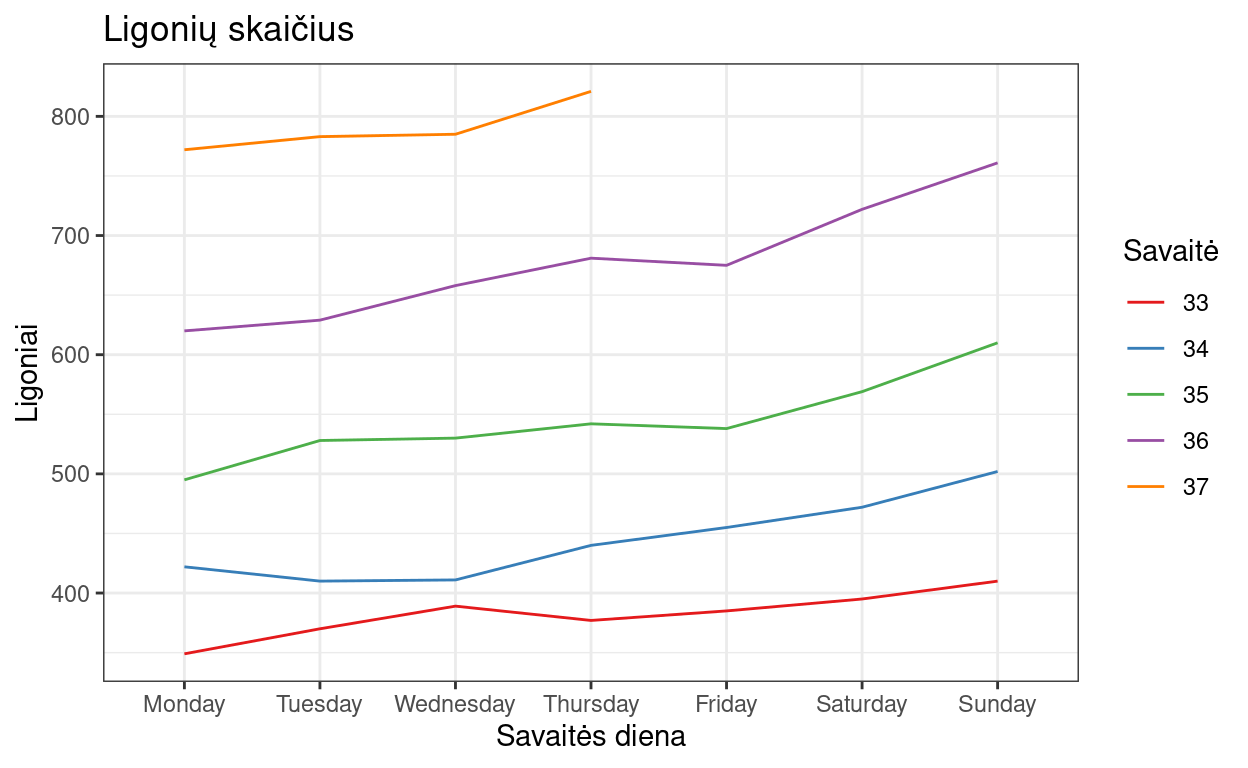 Ligonių skaičius
800
700
600
500
400
Ligoniai
Monday Tuesday Wednesday Thursday Friday Saturday Sunday
Savaitės diena
Savaitė
33
34
35
36
37